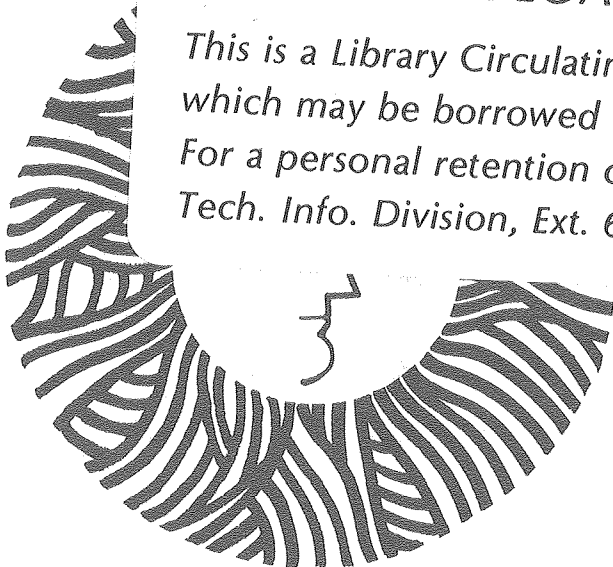 This is a Library Circulatin
which may be borrowed
For a personal retention c
Tech. Info. Division, Ext. 6